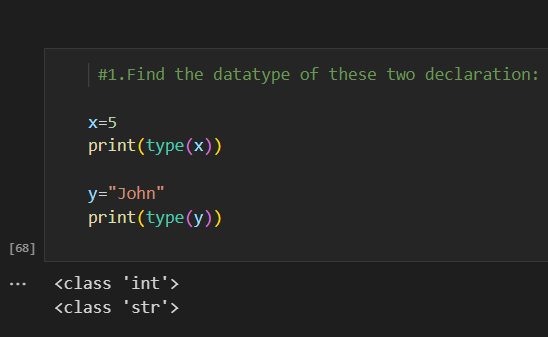 #1.Find the datatype of these two declaration:
x=5
print(type(x))
y="John"
print(type(y))
[68]
... <class 'int'>
<class 'str'>